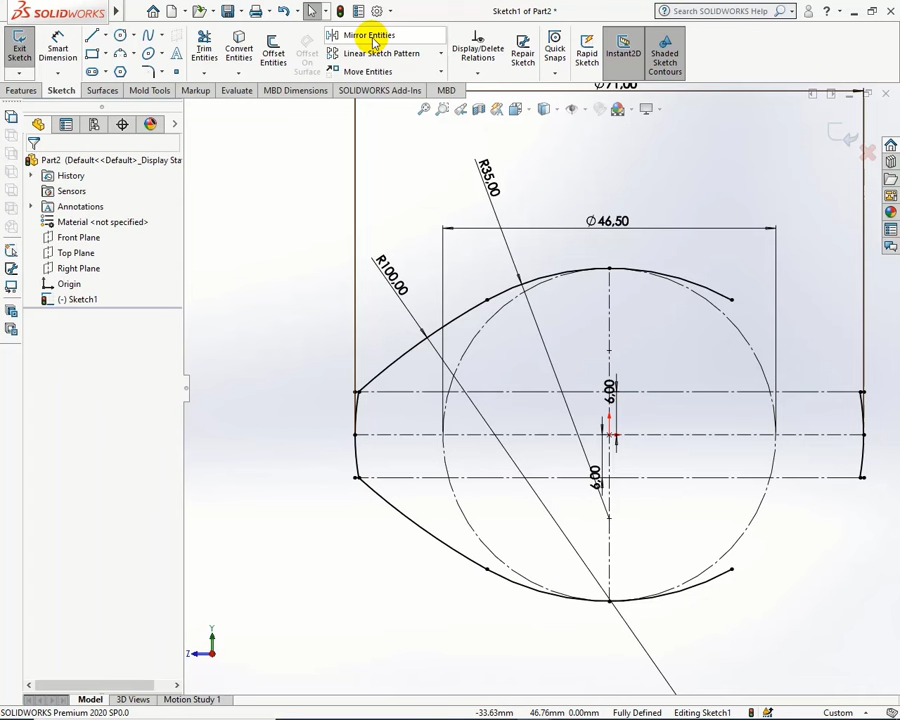 SOLIDWORKS
Sketch1 of Part2 *
Search SOLIDWORKS Help
Exit Sketch
Smart Dimension
Trim Entities
Convert Entities
Offset Entities
Offset On Surface
Mirror Entities
Linear Sketch Pattern
Move Entities
Display/Delete Relations
Repair Sketch
Quick Snaps
Rapid Sketch
Instant2D
Shaded Sketch Contours
Features
Sketch
Surfaces
Mold Tools
Markup
Evaluate
MBD Dimensions
SOLIDWORKS Add-Ins
MBD
Part2 (Default<<Default>_Display Sta
History
Sensors
Annotations
Material <not specified>
Front Plane
Top Plane
Right Plane
Origin
(-) Sketch1
Ø71,00
R35,00
Ø 46,50
R100,00
6,00
6,00
Y
Z
Model
3D Views
Motion Study 1
SOLIDWORKS Premium 2020 SP0.0
-33.63mm
46.76mm 0.00mm
Fully Defined
Editing Sketch1
Custom